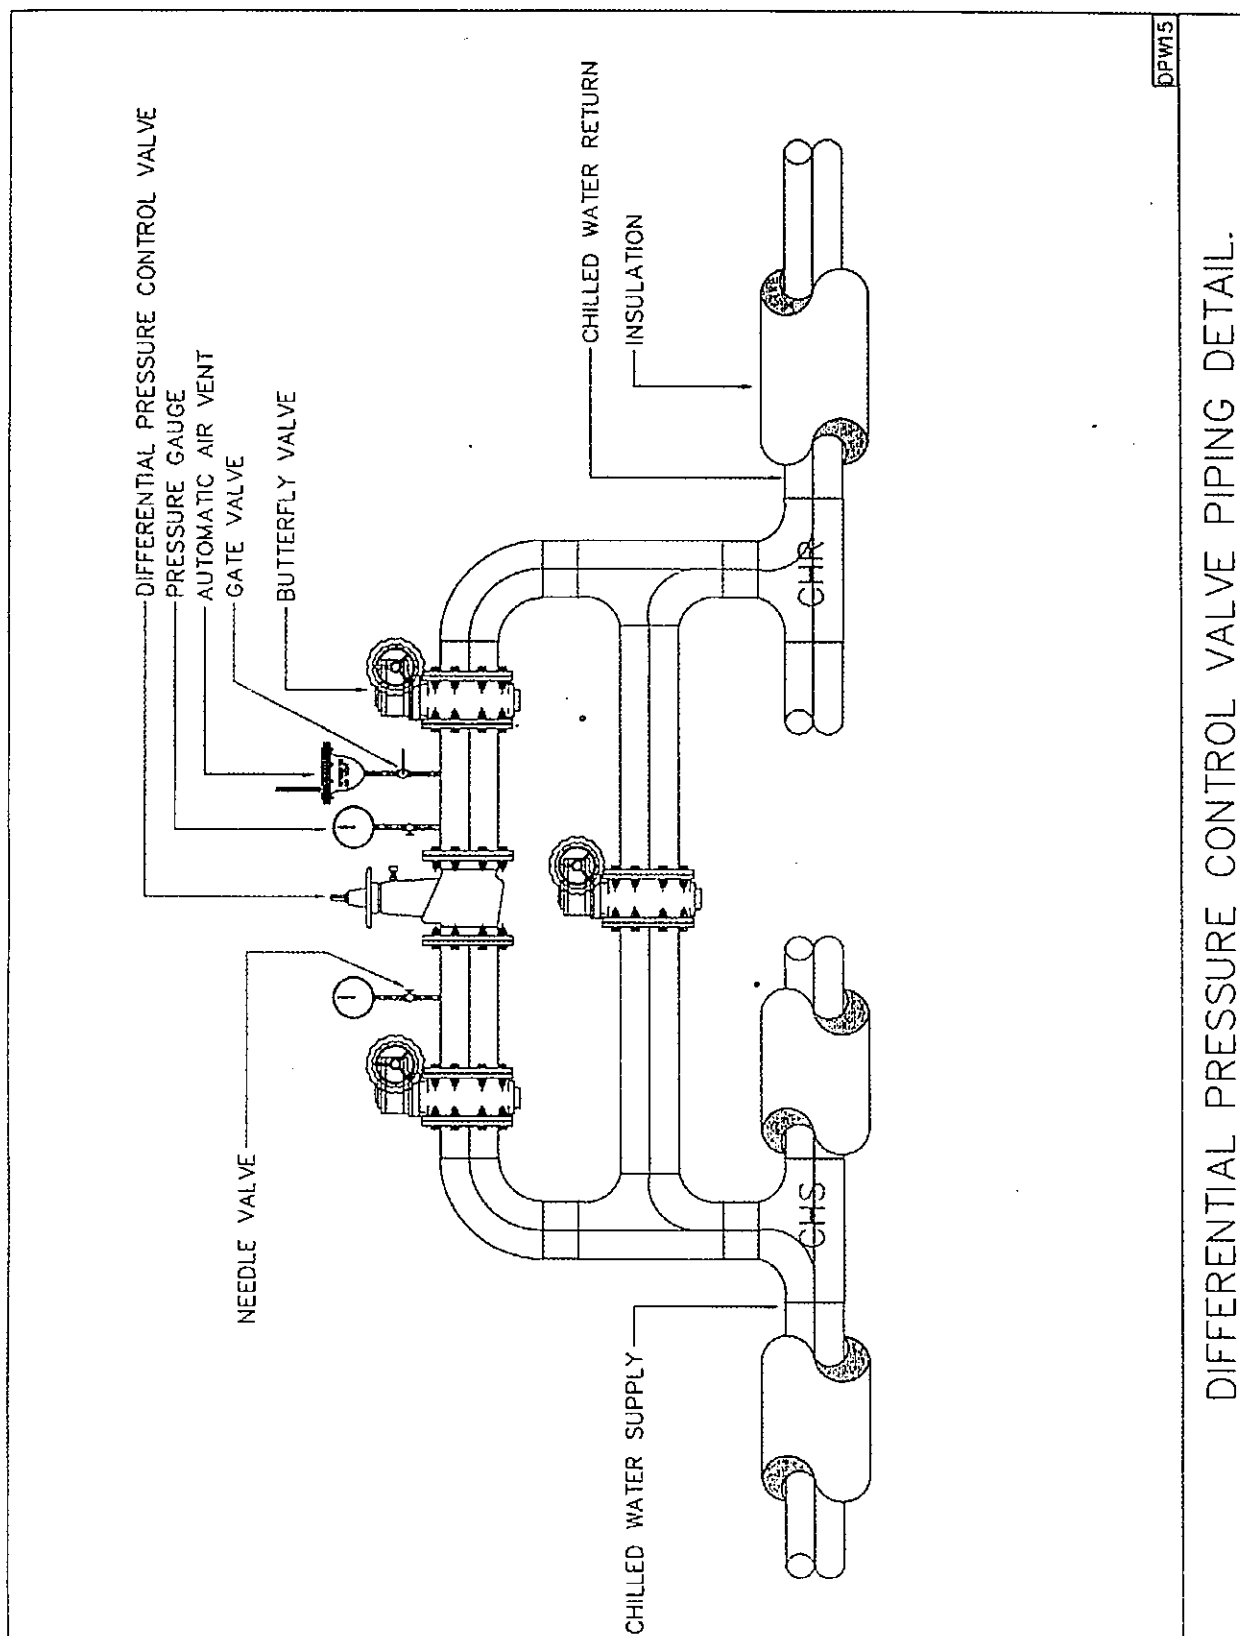 DIFFERENTIAL PRESSURE CONTROL VALVE
PRESSURE GAUGE
AUTOMATIC AIR VENT
GATE VALVE
BUTTERFLY VALVE
NEEDLE VALVE
CHILLED WATER RETURN
INSULATION
CHILLED WATER SUPPLY
CHS
CHR
DPW15
DIFFERENTIAL PRESSURE CONTROL VALVE PIPING DETAIL.